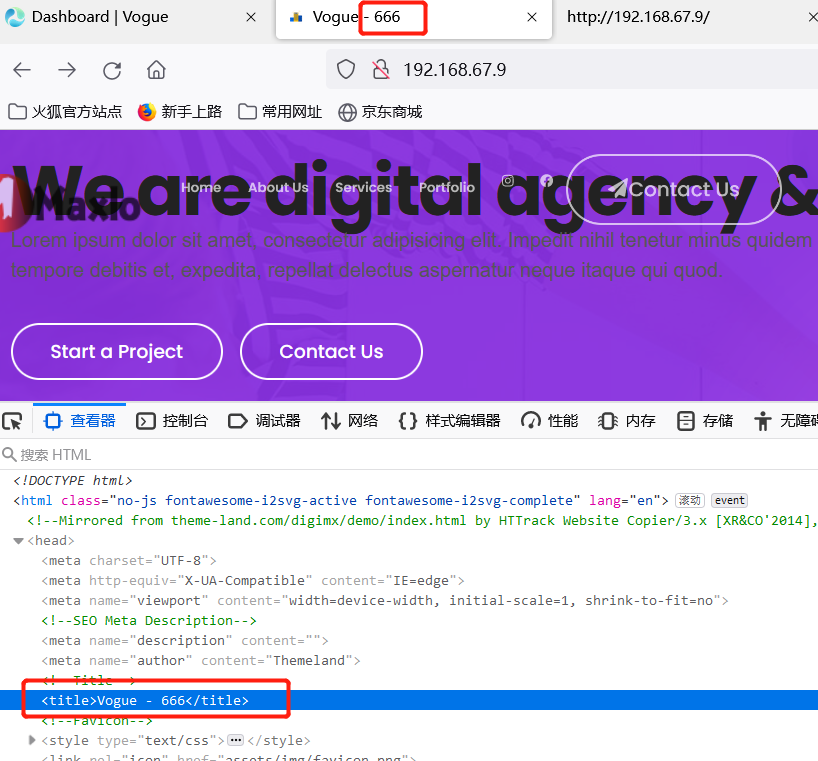 Dashboard | Vogue
Vogue - 666
http://192.168.67.9/
192.168.67.9
火狐官方站点 新手上路 常用网址 京东商城
Maxio Home About Us Services Portfolio Contact Us
We are digital agency &
Lorem ipsum dolor sit amet, consectetur adipisicing elit. Impedit nihil tenetur minus quidem
tempore debitis et, expedita, repellat delectus aspernatur neque itaque qui quod.
Start a Project Contact Us
查看器 控制台 调试器 网络 样式编辑器 性能 内存 存储 无障碍
搜索 HTML
<!DOCTYPE html>
<html class="no-js fontawesome-i2svg-active fontawesome-i2svg-complete" lang="en"> 滚动 event
<!--Mirrored from theme-land.com/digimx/demo/index.html by HTTrack Website Copier/3.x [XR&CO'2014],
<head>
<meta charset="UTF-8">
<meta http-equiv="X-UA-Compatible" content="IE=edge">
<meta name="viewport" content="width=device-width, initial-scale=1, shrink-to-fit=no">
<!--SEO Meta Description-->
<meta name="description" content="">
<meta name="author" content="Themeland">
<!--Title-->
<title>Vogue - 666</title>
<!--Favicon-->
<style type="text/css"> ••• </style>
<link rel="icon" href="assets/img/favicon.png">